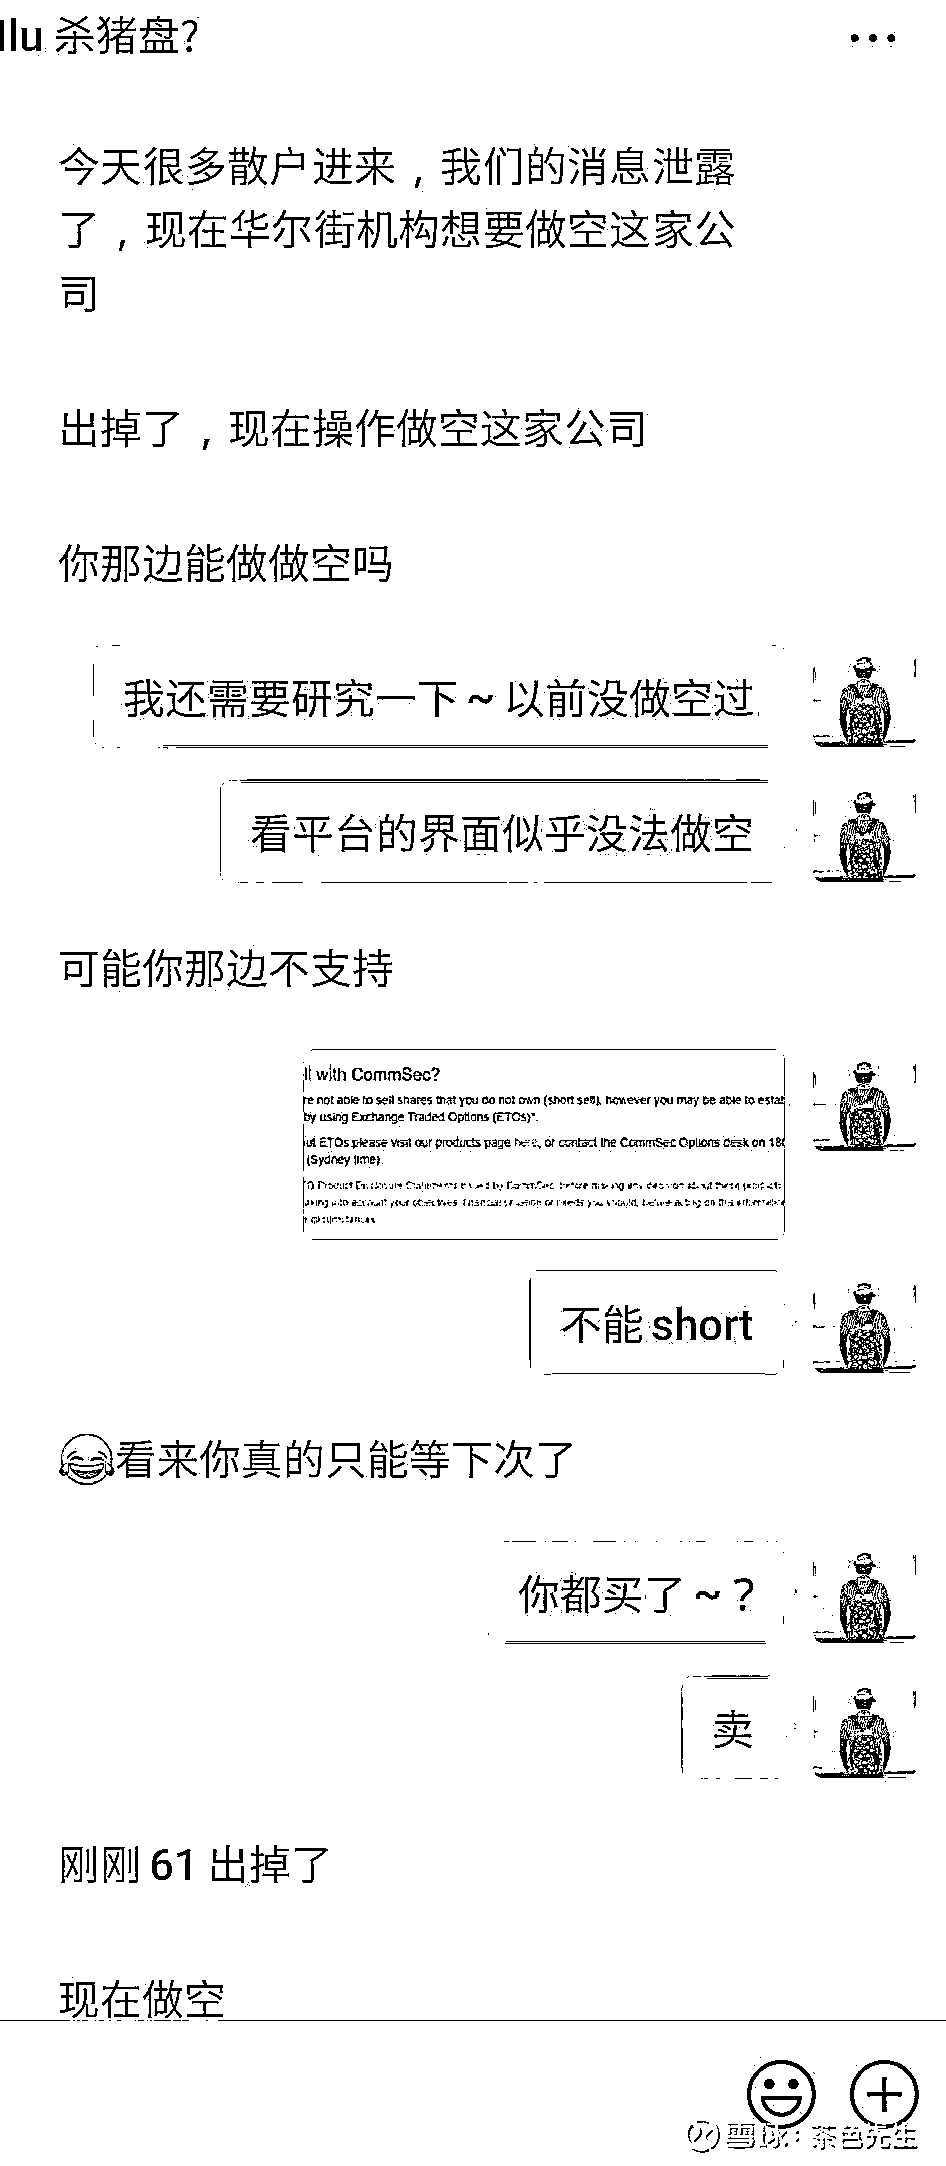 llu 杀猪盘?
今天很多散户进来，我们的消息泄露
了，现在华尔街机构想要做空这家公
司
出掉了，现在操作做空这家公司
你那边能做做空吗
我还需要研究一下~以前没做空过
看平台的界面似乎没法做空
可能你那边不支持
ll with CommSec?
re not able to sell shares that you do not own (short sell), however you may be able to estab
by using Exchange Traded Options (ETOs)*.
ut ETOs please visit our products page here, or contact the CommSec Options desk on 180
(Sydney time).
不能 short
😂看来你真的只能等下次了
你都买了~？
卖
刚刚 61 出掉了
现在做空
雪球：茶色先生